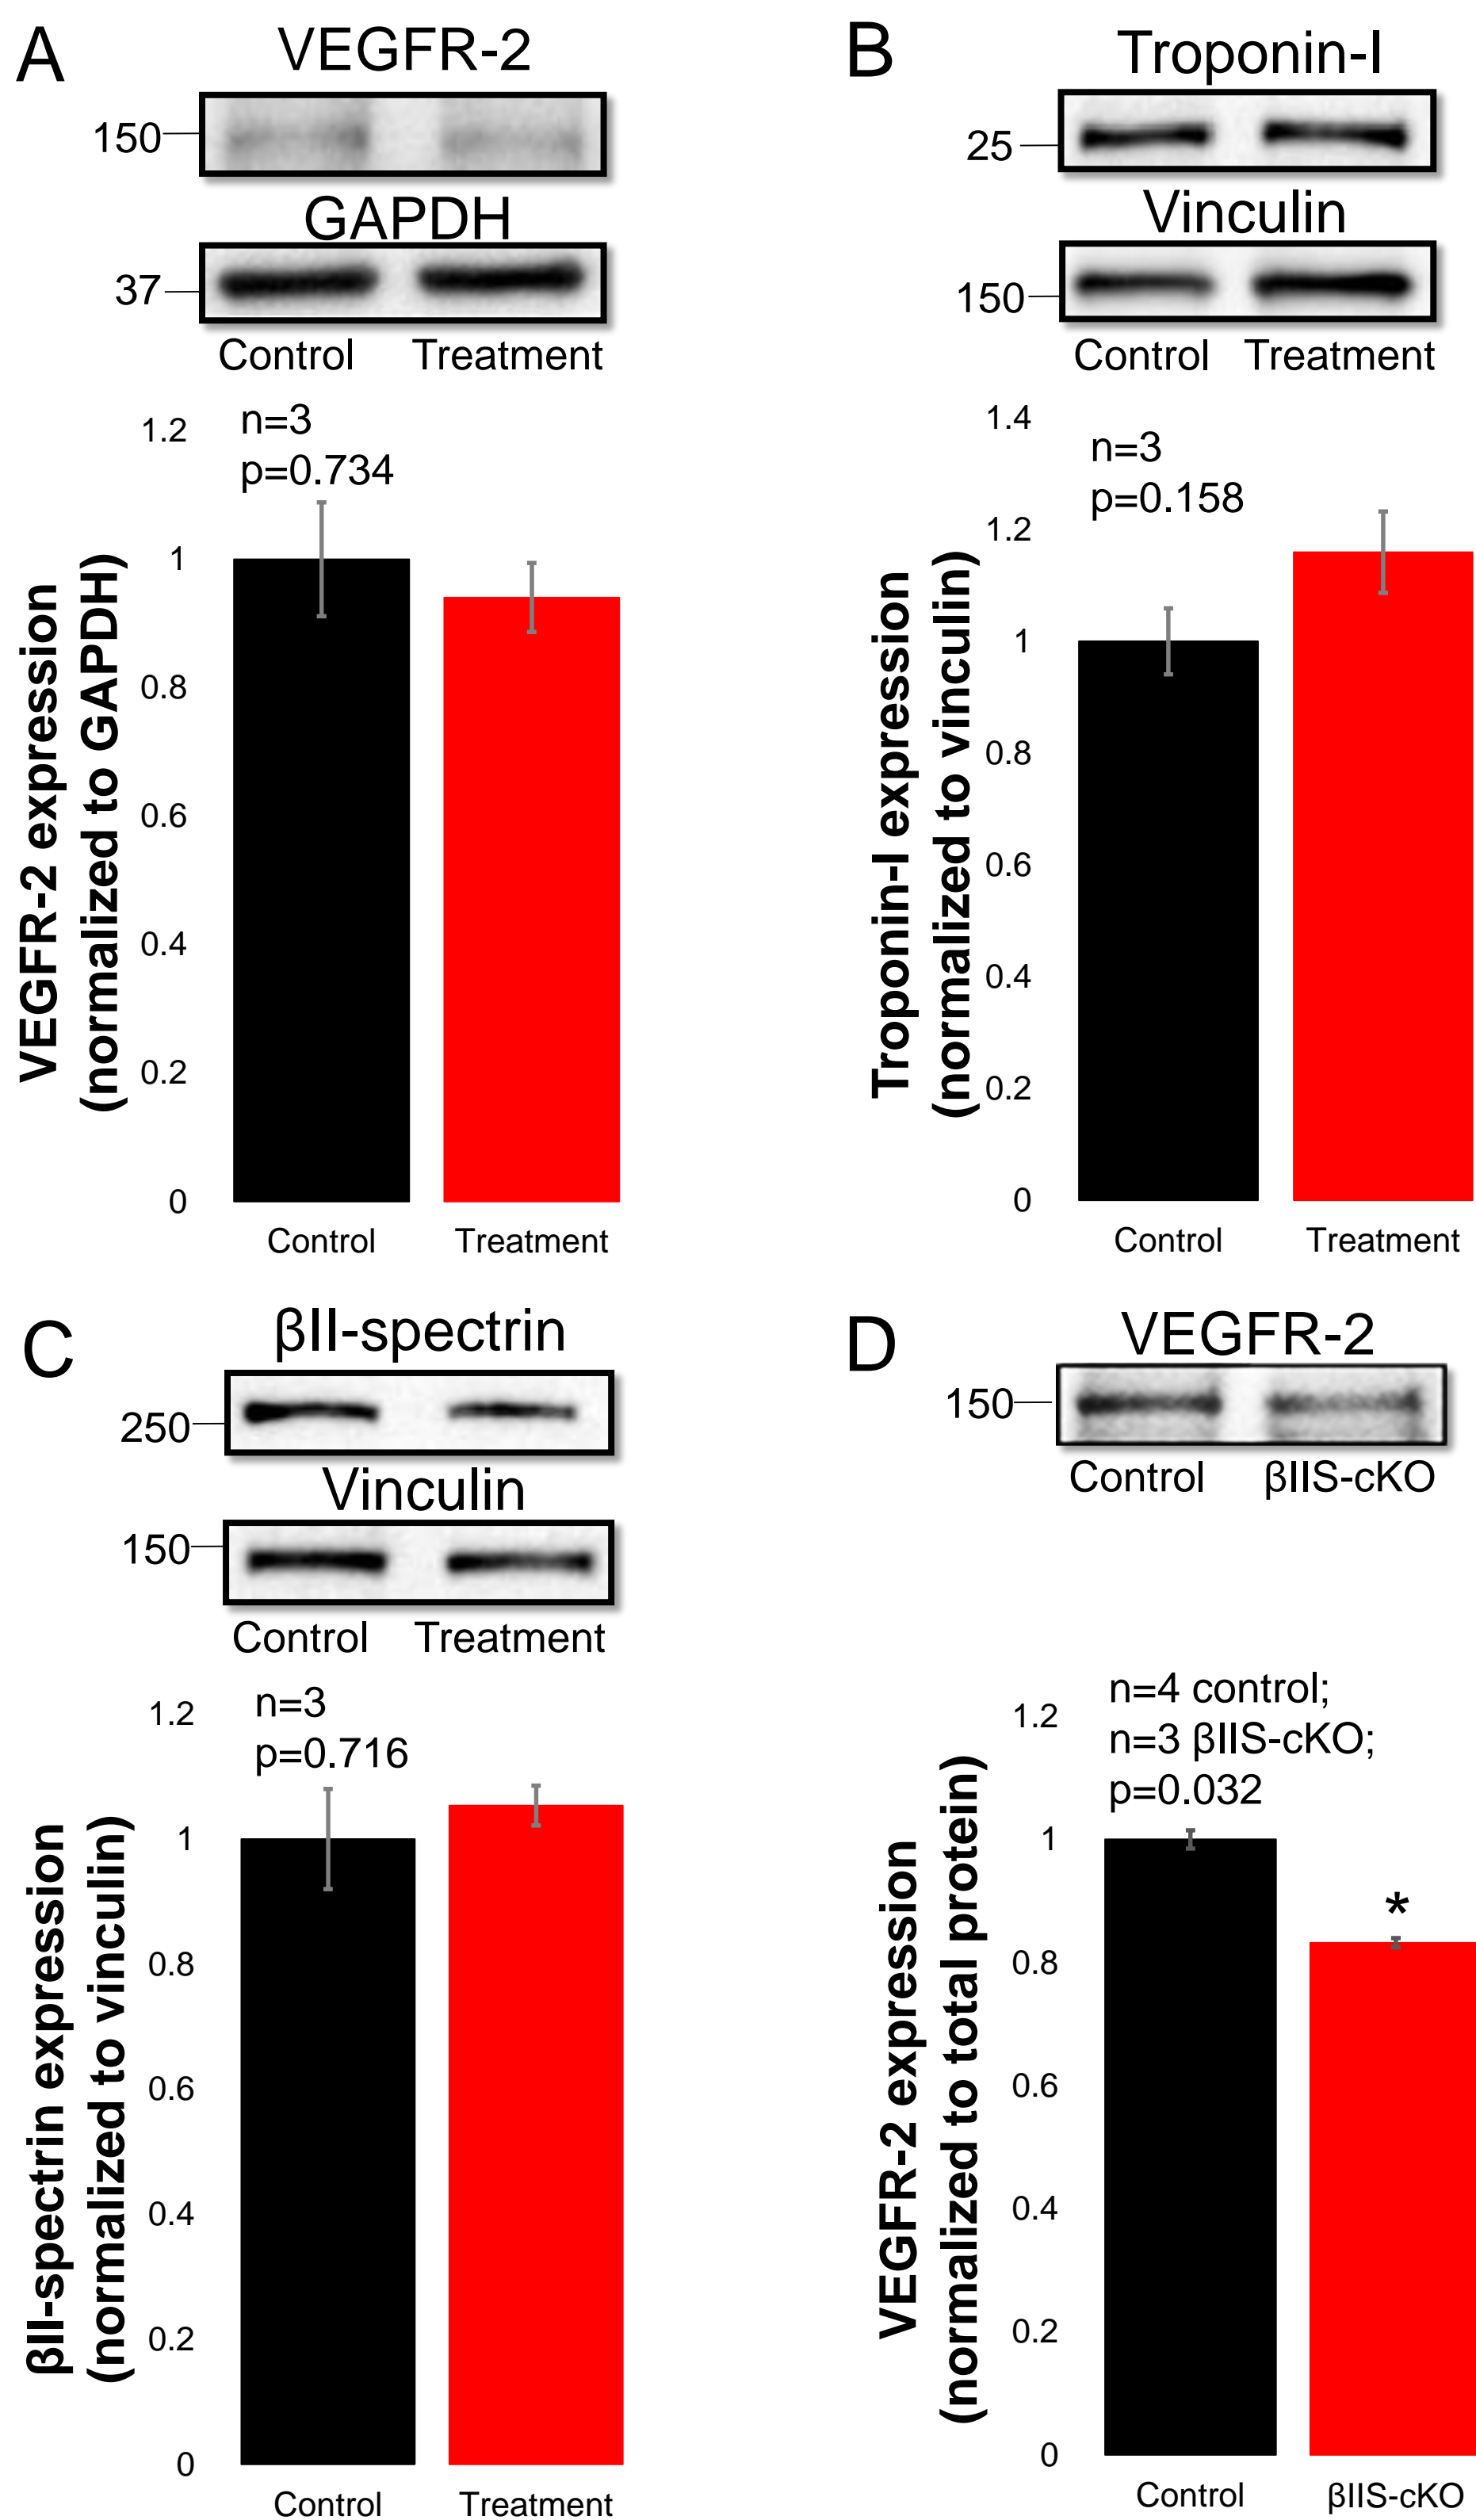 A
VEGFR-2
150
GAPDH
37
Control Treatment
n=3
p=0.734
VEGFR-2 expression
(normalized to GAPDH)
1.2
1
0.8
0.6
0.4
0.2
0
Control Treatment
B
Troponin-I
25
Vinculin
150
Control Treatment
n=3
p=0.158
Troponin-I expression
(normalized to vinculin)
1.4
1.2
1
0.8
0.6
0.4
0.2
0
Control Treatment
C
βII-spectrin
250
Vinculin
150
Control Treatment
n=3
p=0.716
βII-spectrin expression
(normalized to vinculin)
1.2
1
0.8
0.6
0.4
0.2
0
Control Treatment
D
VEGFR-2
150
Control βIIS-cKO
n=4 control;
n=3 βIIS-cKO;
p=0.032
VEGFR-2 expression
(normalized to total protein)
1.2
1
0.8
0.6
0.4
0.2
0
*
Control βIIS-cKO